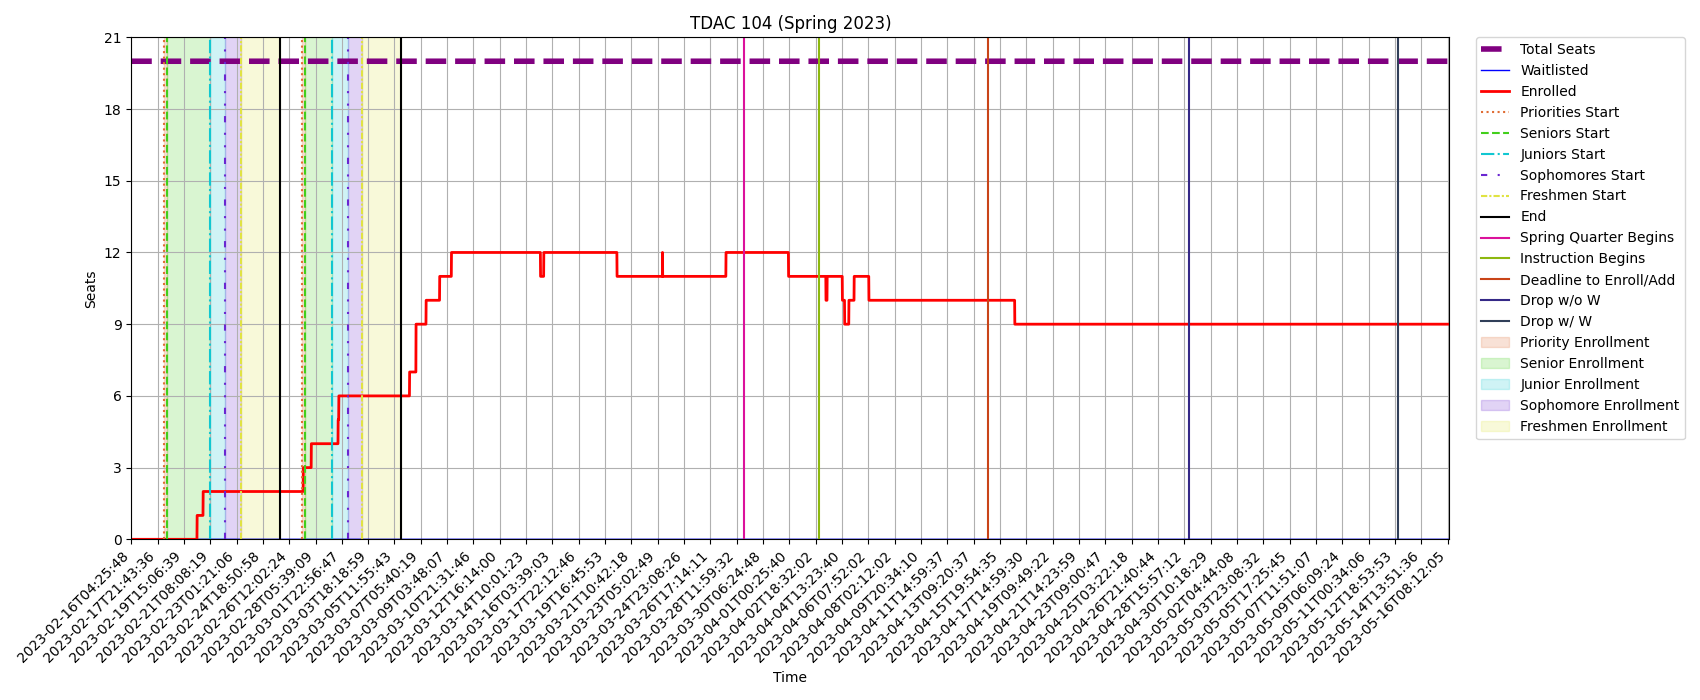 TDAC 104 (Spring 2023)
21
18
15
12
9
6
3
0
Seats
2023-02-16T04:25:48
2023-02-17T21:43:36
2023-02-19T15:06:39
2023-02-21T08:08:19
2023-02-23T01:21:06
2023-02-24T18:50:58
2023-02-26T12:02:24
2023-02-28T05:39:09
2023-03-01T22:56:47
2023-03-03T18:18:59
2023-03-05T11:55:43
2023-03-07T05:40:19
2023-03-09T03:48:07
2023-03-10T21:31:46
2023-03-12T16:14:00
2023-03-14T10:01:23
2023-03-16T03:39:03
2023-03-17T22:12:46
2023-03-19T16:45:53
2023-03-21T10:42:18
2023-03-23T05:02:49
2023-03-24T23:08:26
2023-03-26T17:14:11
2023-03-28T11:59:32
2023-03-30T06:24:48
2023-04-01T00:25:40
2023-04-02T18:32:02
2023-04-04T13:23:40
2023-04-06T07:52:02
2023-04-08T02:12:02
2023-04-09T20:34:10
2023-04-11T14:59:37
2023-04-13T09:20:37
2023-04-15T19:54:35
2023-04-17T14:59:30
2023-04-19T09:49:22
2023-04-21T14:23:59
2023-04-23T09:00:47
2023-04-25T03:22:18
2023-04-26T21:40:44
2023-04-28T15:57:12
2023-04-30T10:18:29
2023-05-02T04:44:08
2023-05-03T23:08:32
2023-05-05T17:25:45
2023-05-07T11:51:07
2023-05-09T06:09:24
2023-05-11T00:34:06
2023-05-12T18:53:53
2023-05-14T13:51:36
2023-05-16T08:12:05
Time
Total Seats
Waitlisted
Enrolled
Priorities Start
Seniors Start
Juniors Start
Sophomores Start
Freshmen Start
End
Spring Quarter Begins
Instruction Begins
Deadline to Enroll/Add
Drop w/o W
Drop w/ W
Priority Enrollment
Senior Enrollment
Junior Enrollment
Sophomore Enrollment
Freshmen Enrollment